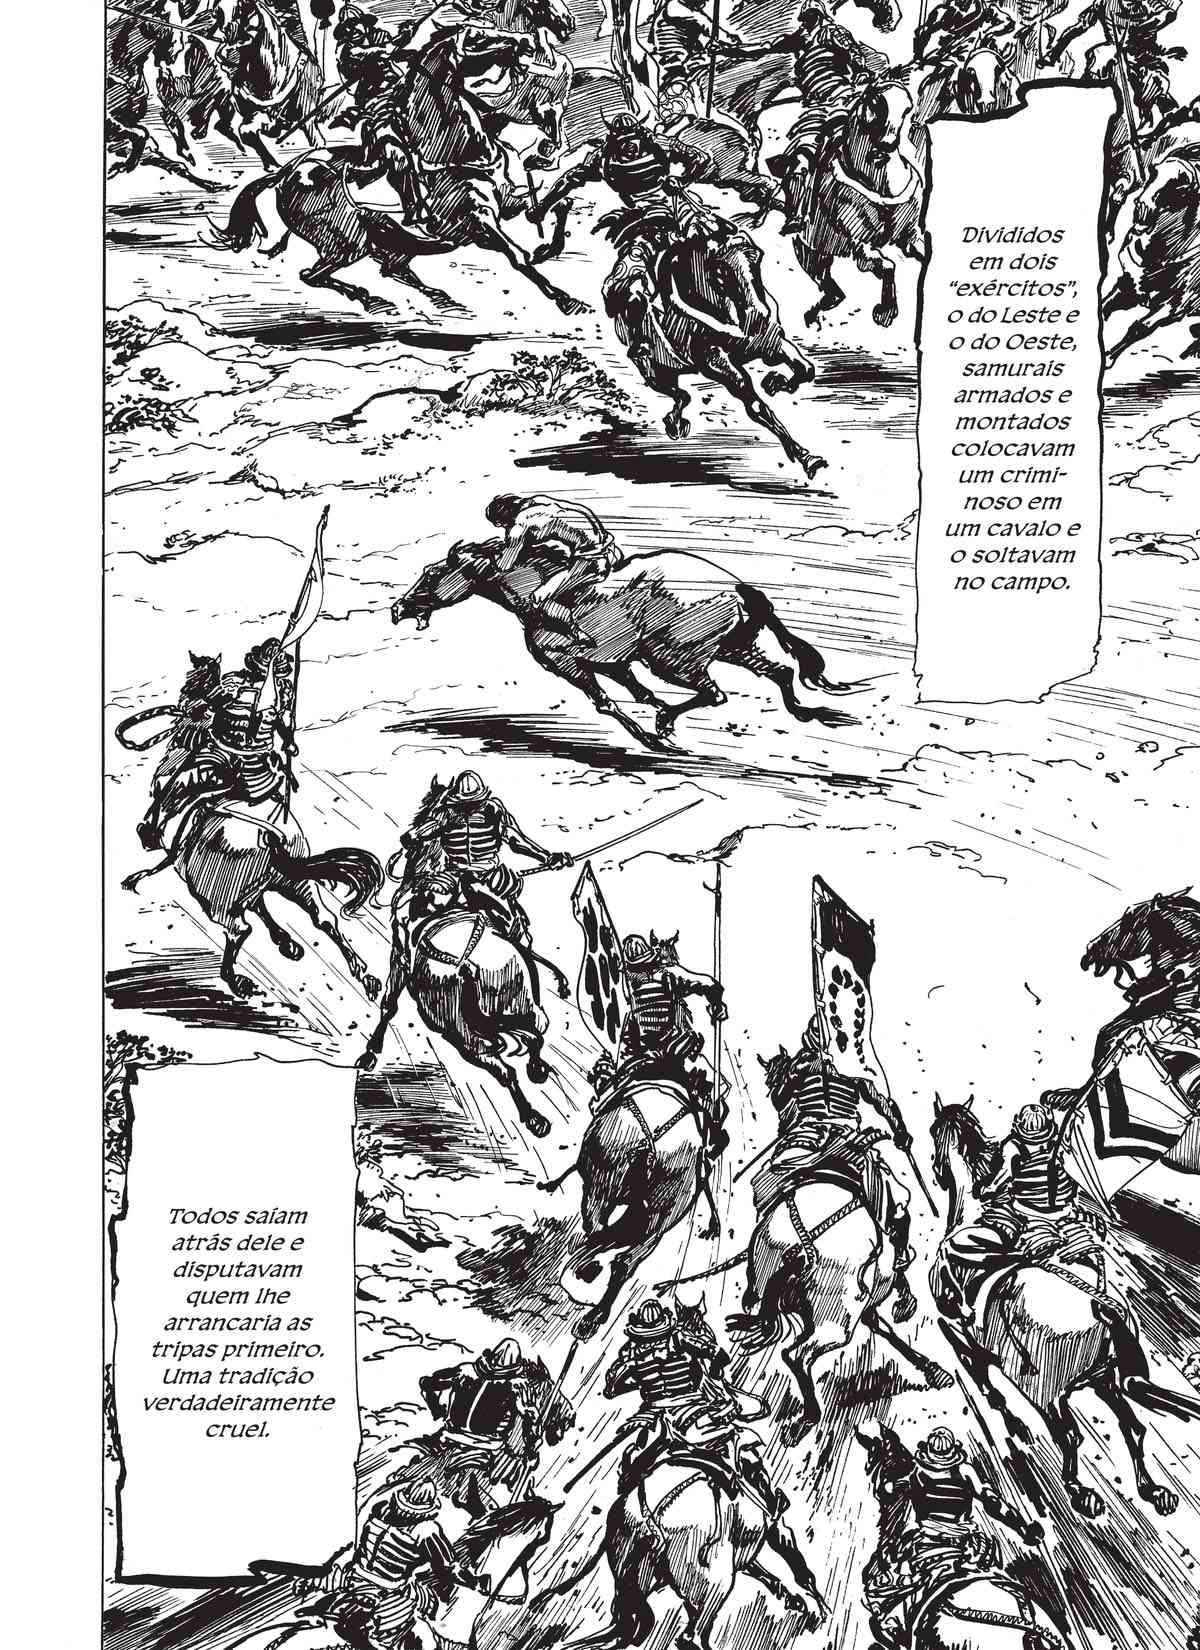 Divididos
em dois
“exércitos”,
o do Leste e
o do Oeste,
samurais
armados e
montados
colocavam
um crimi-
noso em
um cavalo e
o soltavam
no campo.
Todos saíam
atrás dele e
disputavam
quem lhe
arrancaria as
tripas primeiro.
Uma tradição
verdadeiramente
cruel.